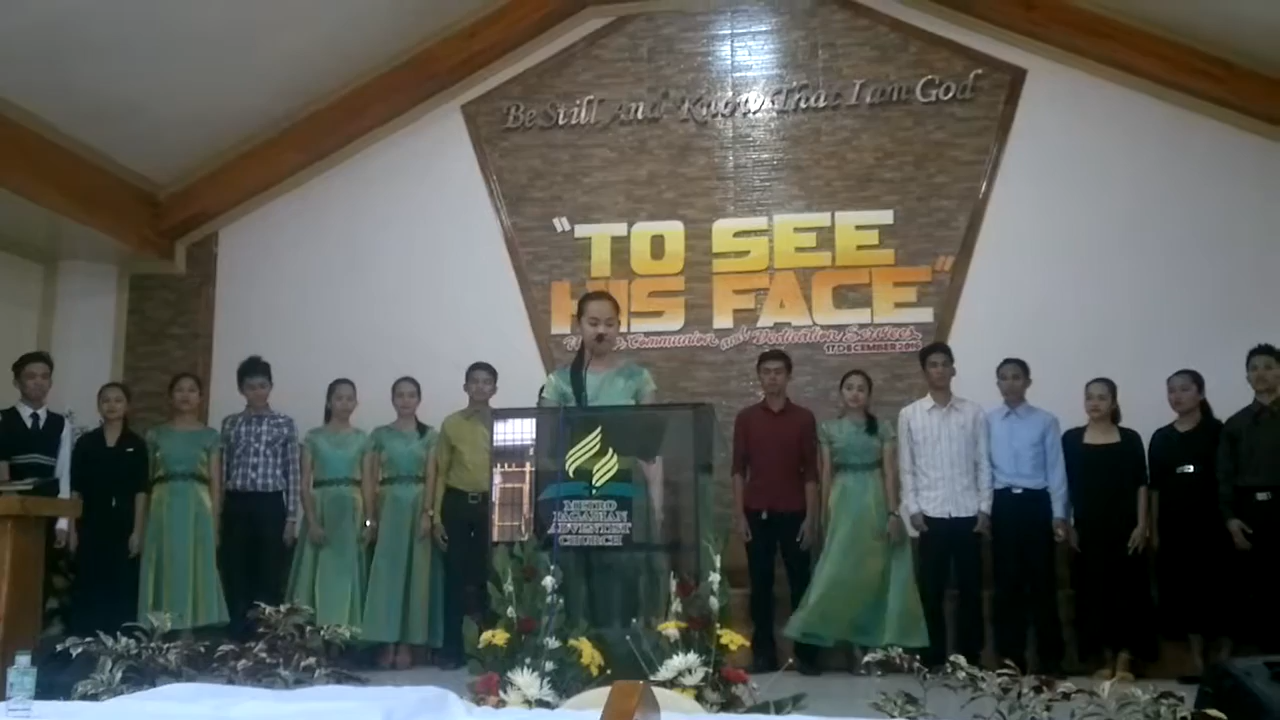 Be Still And Know That I am God
"TO SEE
HIS FACE"
Communion and Dedication Services
17 DECEMBER 2016
METRO
PAGADIAN
ADVENTIST
CHURCH